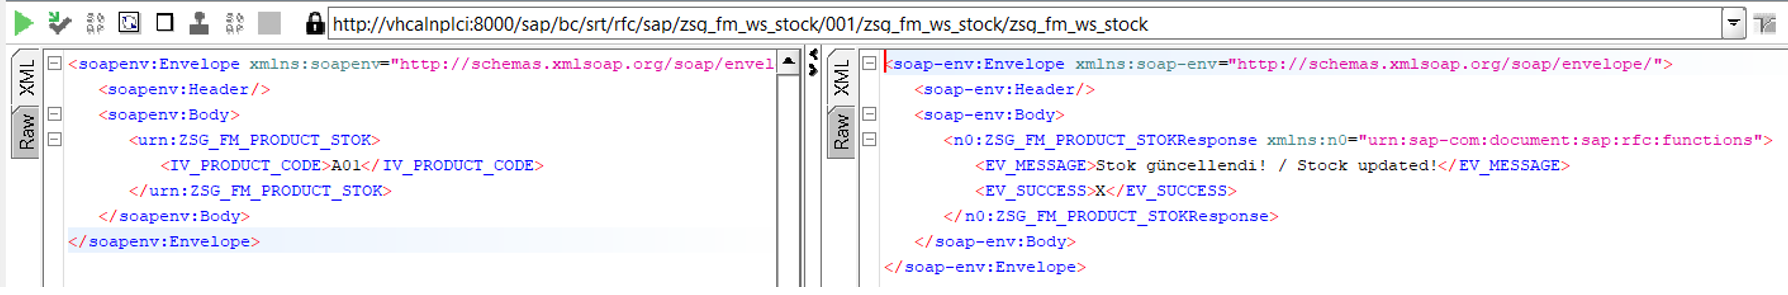 http://vhcalnplci:8000/sap/bc/srt/rfc/sap/zsg_fm_ws_stock/001/zsg_fm_ws_stock/zsg_fm_ws_stock
XML
Raw
<soapenv:Envelope xmlns:soapenv="http://schemas.xmlsoap.org/soap/envel
<soapenv:Header/>
<soapenv:Body>
<urn:ZSG_FM_PRODUCT_STOK>
<IV_PRODUCT_CODE>A01</IV_PRODUCT_CODE>
</urn:ZSG_FM_PRODUCT_STOK>
</soapenv:Body>
</soapenv:Envelope>
XML
Raw
<soap-env:Envelope xmlns:soap-env="http://schemas.xmlsoap.org/soap/envelope/">
<soap-env:Header/>
<soap-env:Body>
<n0:ZSG_FM_PRODUCT_STOKResponse xmlns:n0="urn:sap-com:document:sap:rfc:functions">
<EV_MESSAGE>Stok güncellendi! / Stock updated!</EV_MESSAGE>
<EV_SUCCESS>X</EV_SUCCESS>
</n0:ZSG_FM_PRODUCT_STOKResponse>
</soap-env:Body>
</soap-env:Envelope>